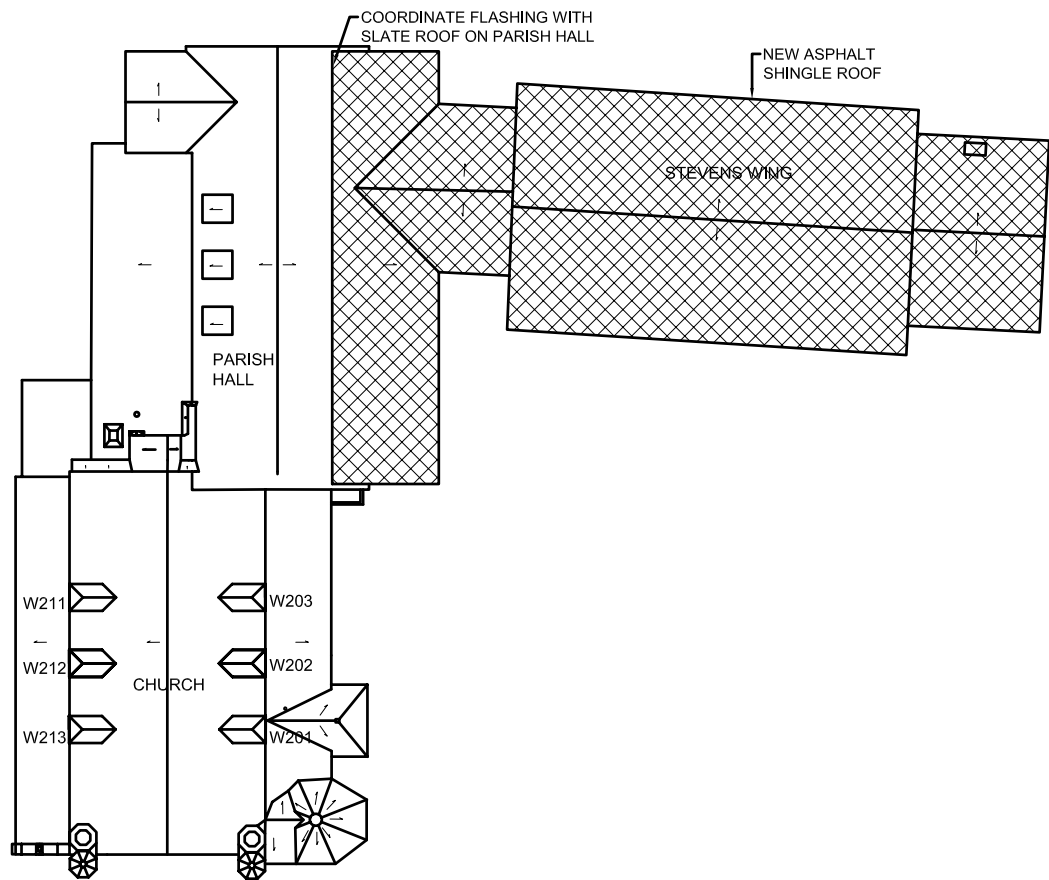 COORDINATE FLASHING WITH
SLATE ROOF ON PARISH HALL
NEW ASPHALT
SHINGLE ROOF
STEVENS WING
PARISH
HALL
W211
W203
W212
W202
CHURCH
W213
W201